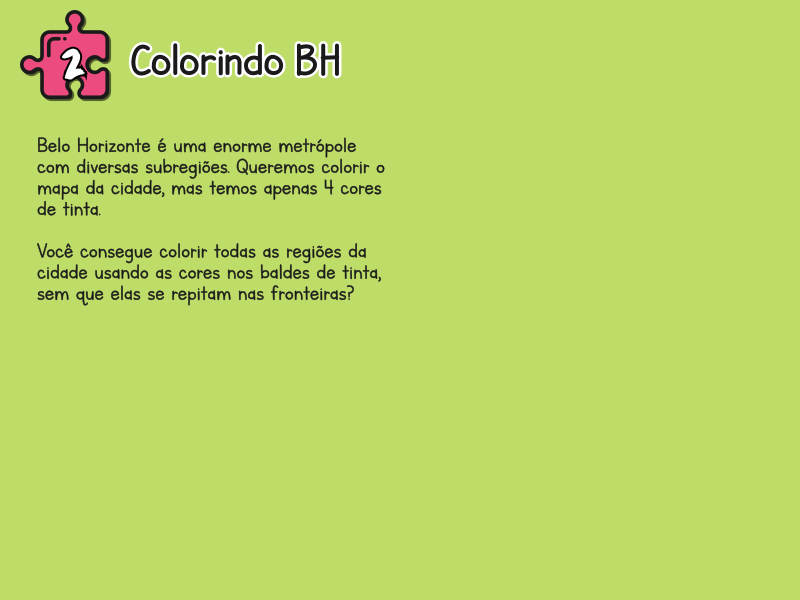 2
Colorindo BH
Belo Horizonte é uma enorme metrópole
com diversas subregiões. Queremos colorir o
mapa da cidade, mas temos apenas 4 cores
de tinta.
Você consegue colorir todas as regiões da
cidade usando as cores nos baldes de tinta,
sem que elas se repitam nas fronteiras?